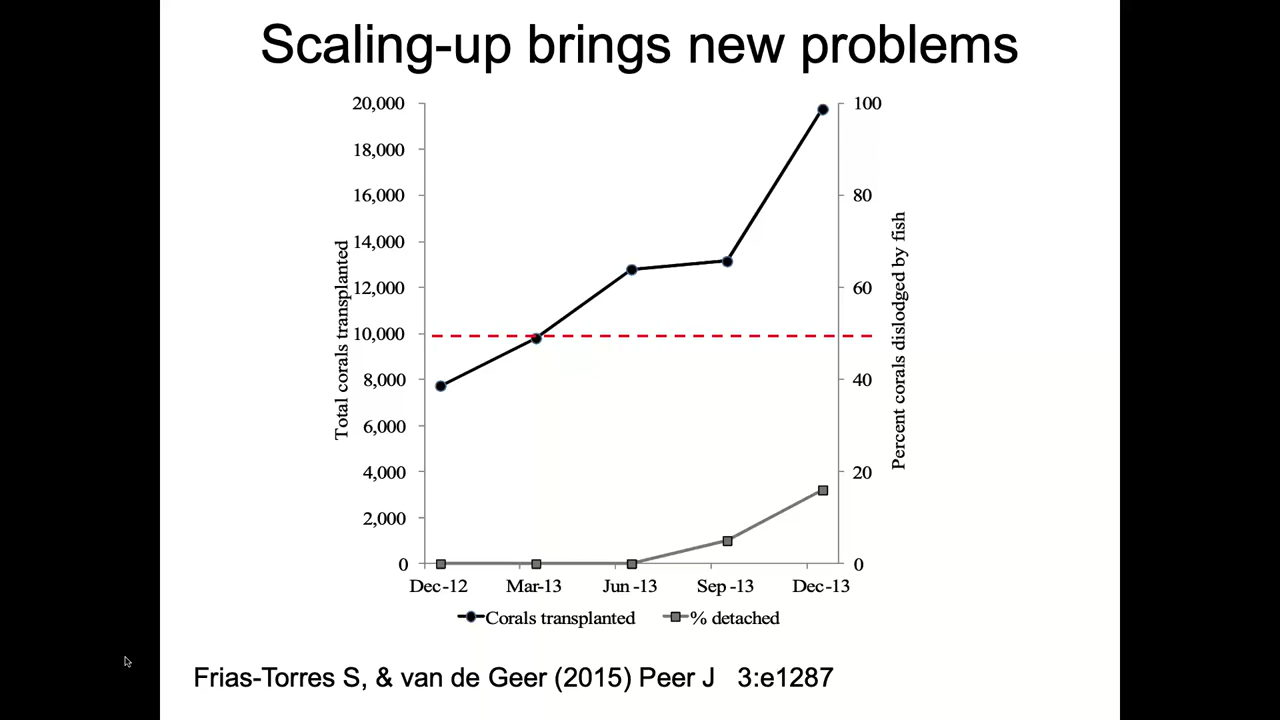 Scaling-up brings new problems
20,000
18,000
16,000
14,000
12,000
10,000
8,000
6,000
4,000
2,000
0
Total corals transplanted
100
80
60
40
20
0
Percent corals dislodged by fish
Dec-12 Mar-13 Jun -13 Sep -13 Dec-13
Corals transplanted % detached
Frias-Torres S, & van de Geer (2015) Peer J 3:e1287